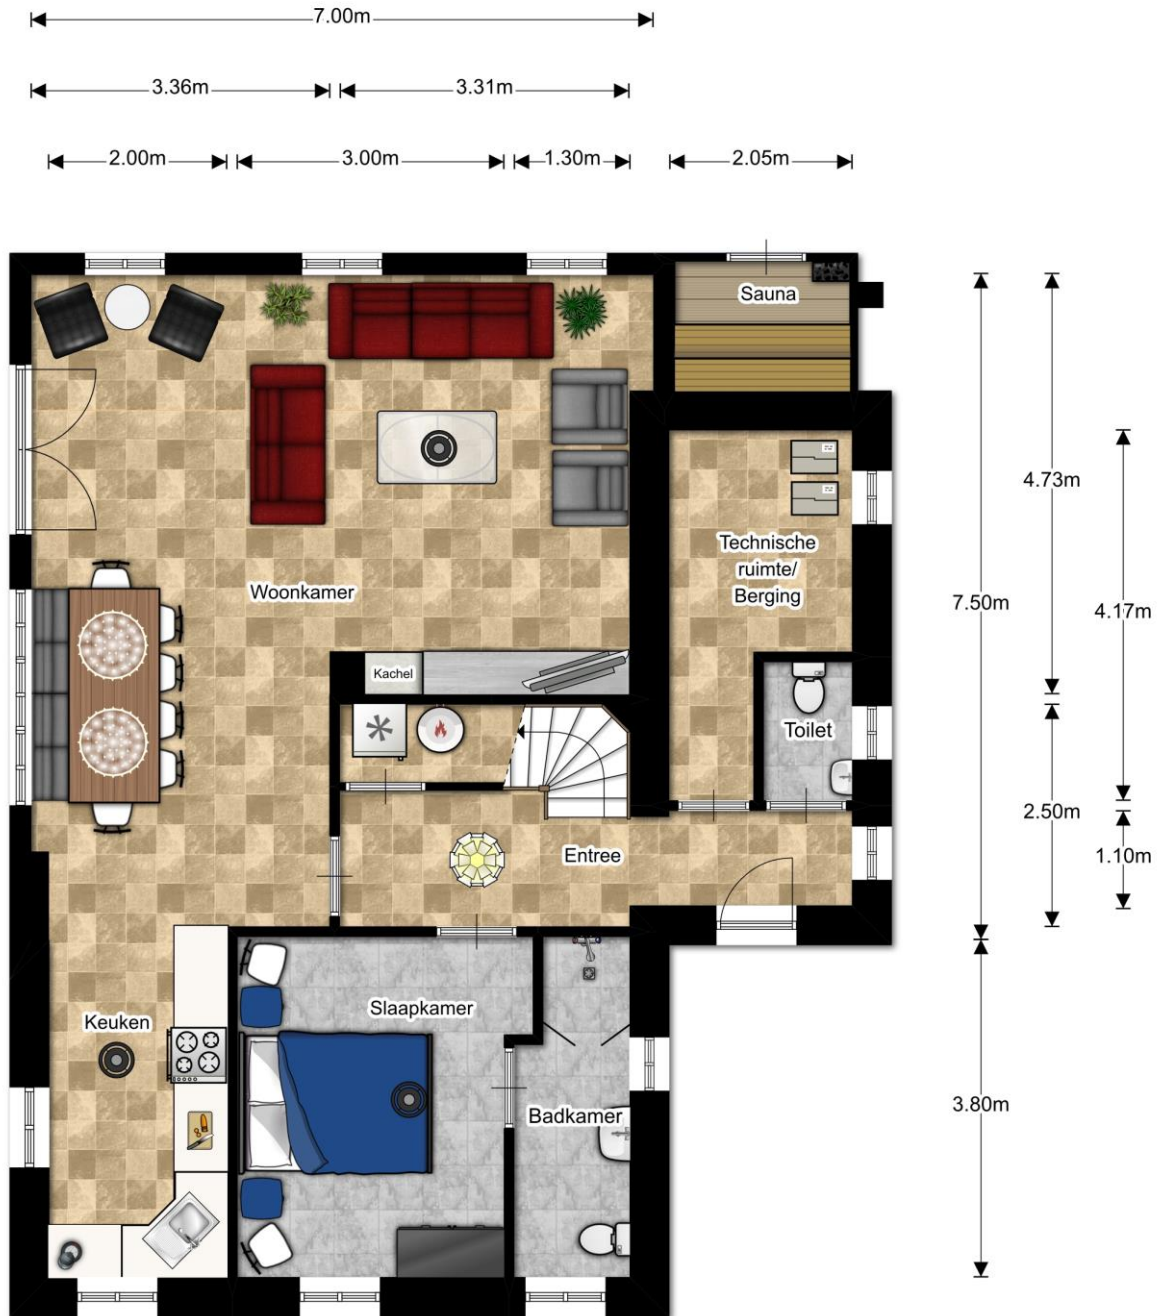 7.00m
3.36m
3.31m
2.00m
3.00m
1.30m
2.05m
Sauna
4.73m
Technische
ruimte/
Berging
Woonkamer
7.50m
4.17m
Kachel
Toilet
2.50m
Entree
1.10m
Slaapkamer
Keuken
Badkamer
3.80m